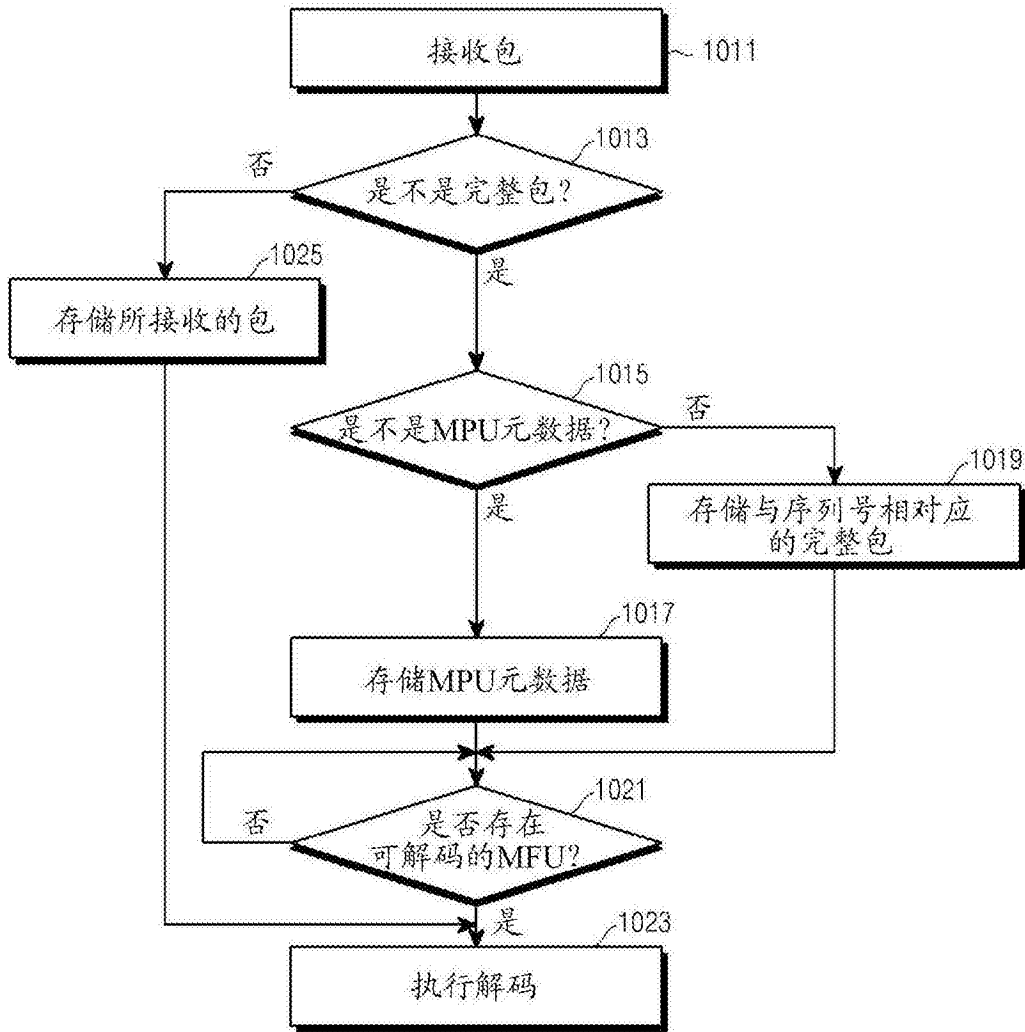 接收包
1011
1013
否
是不是完整包?
是
1025
存储所接收的包
1015
否
是不是MPU元数据?
是
1019
存储与序列号相对应
的完整包
1017
存储MPU元数据
1021
否
是否存在
可解码的MFU?
是
1023
执行解码